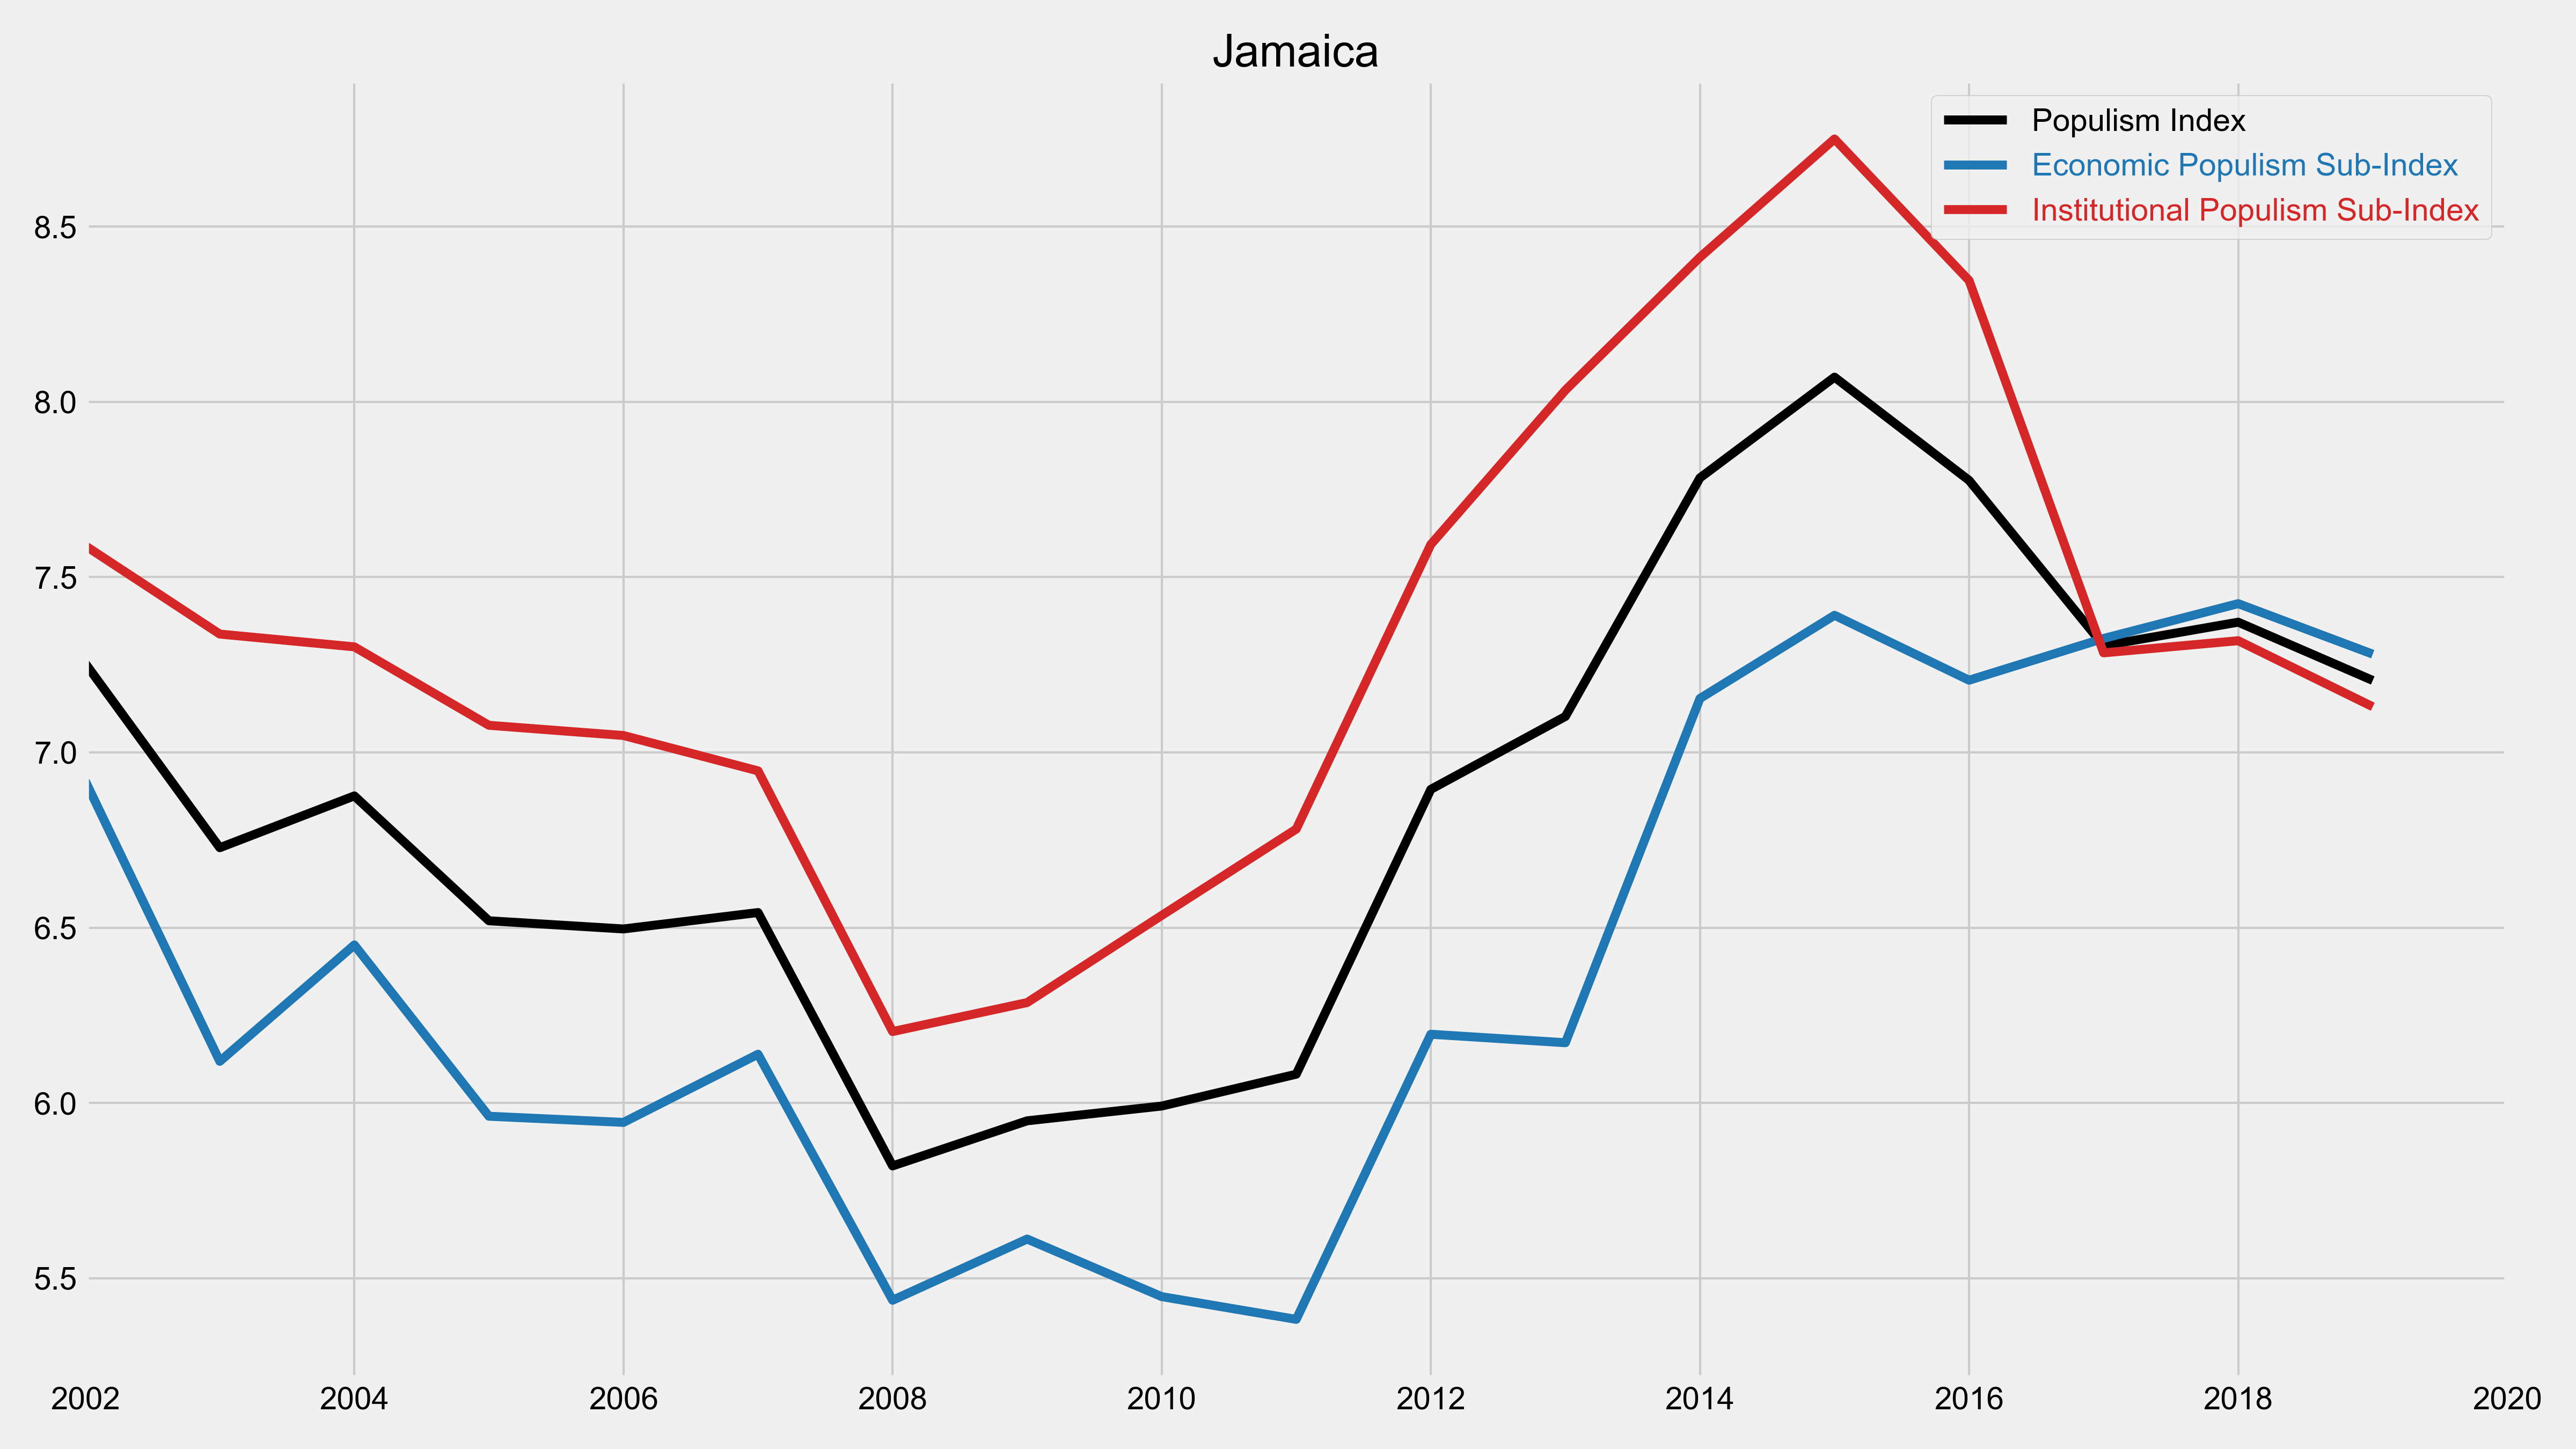 Jamaica
Populism Index
Economic Populism Sub-Index
Institutional Populism Sub-Index
8.5
8.0
7.5
7.0
6.5
6.0
5.5
2002 2004 2006 2008 2010 2012 2014 2016 2018 2020